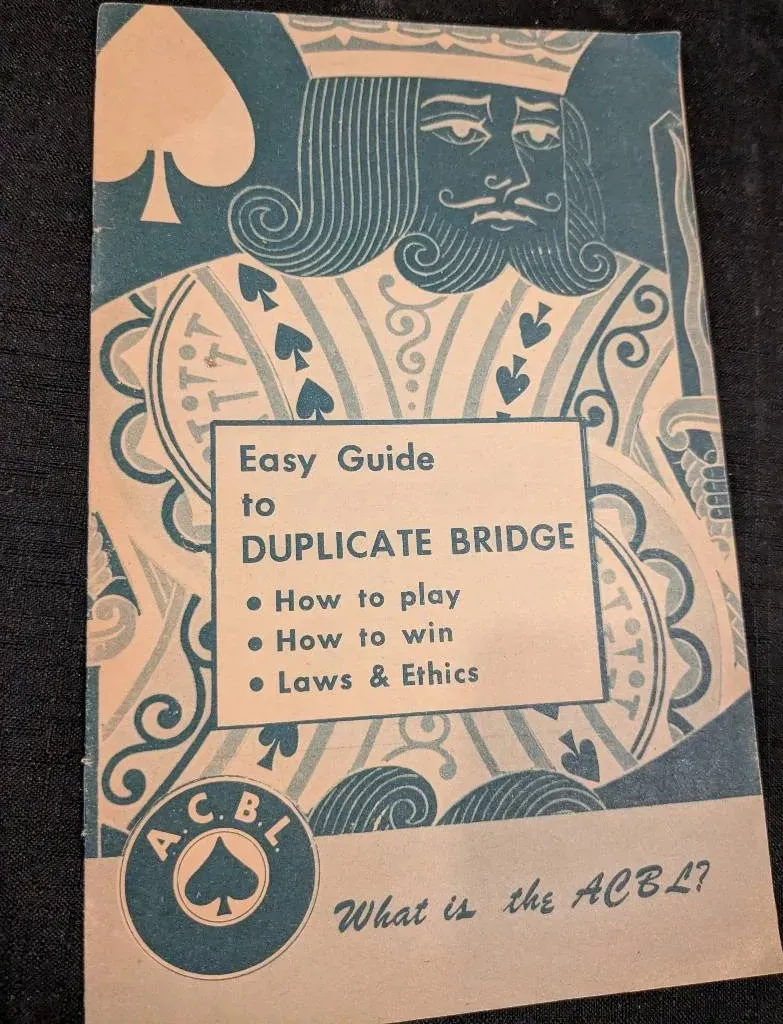 Easy Guide
to
DUPLICATE BRIDGE
• How to play
• How to win
• Laws & Ethics
A.C.B.L.
What is the ACBL?